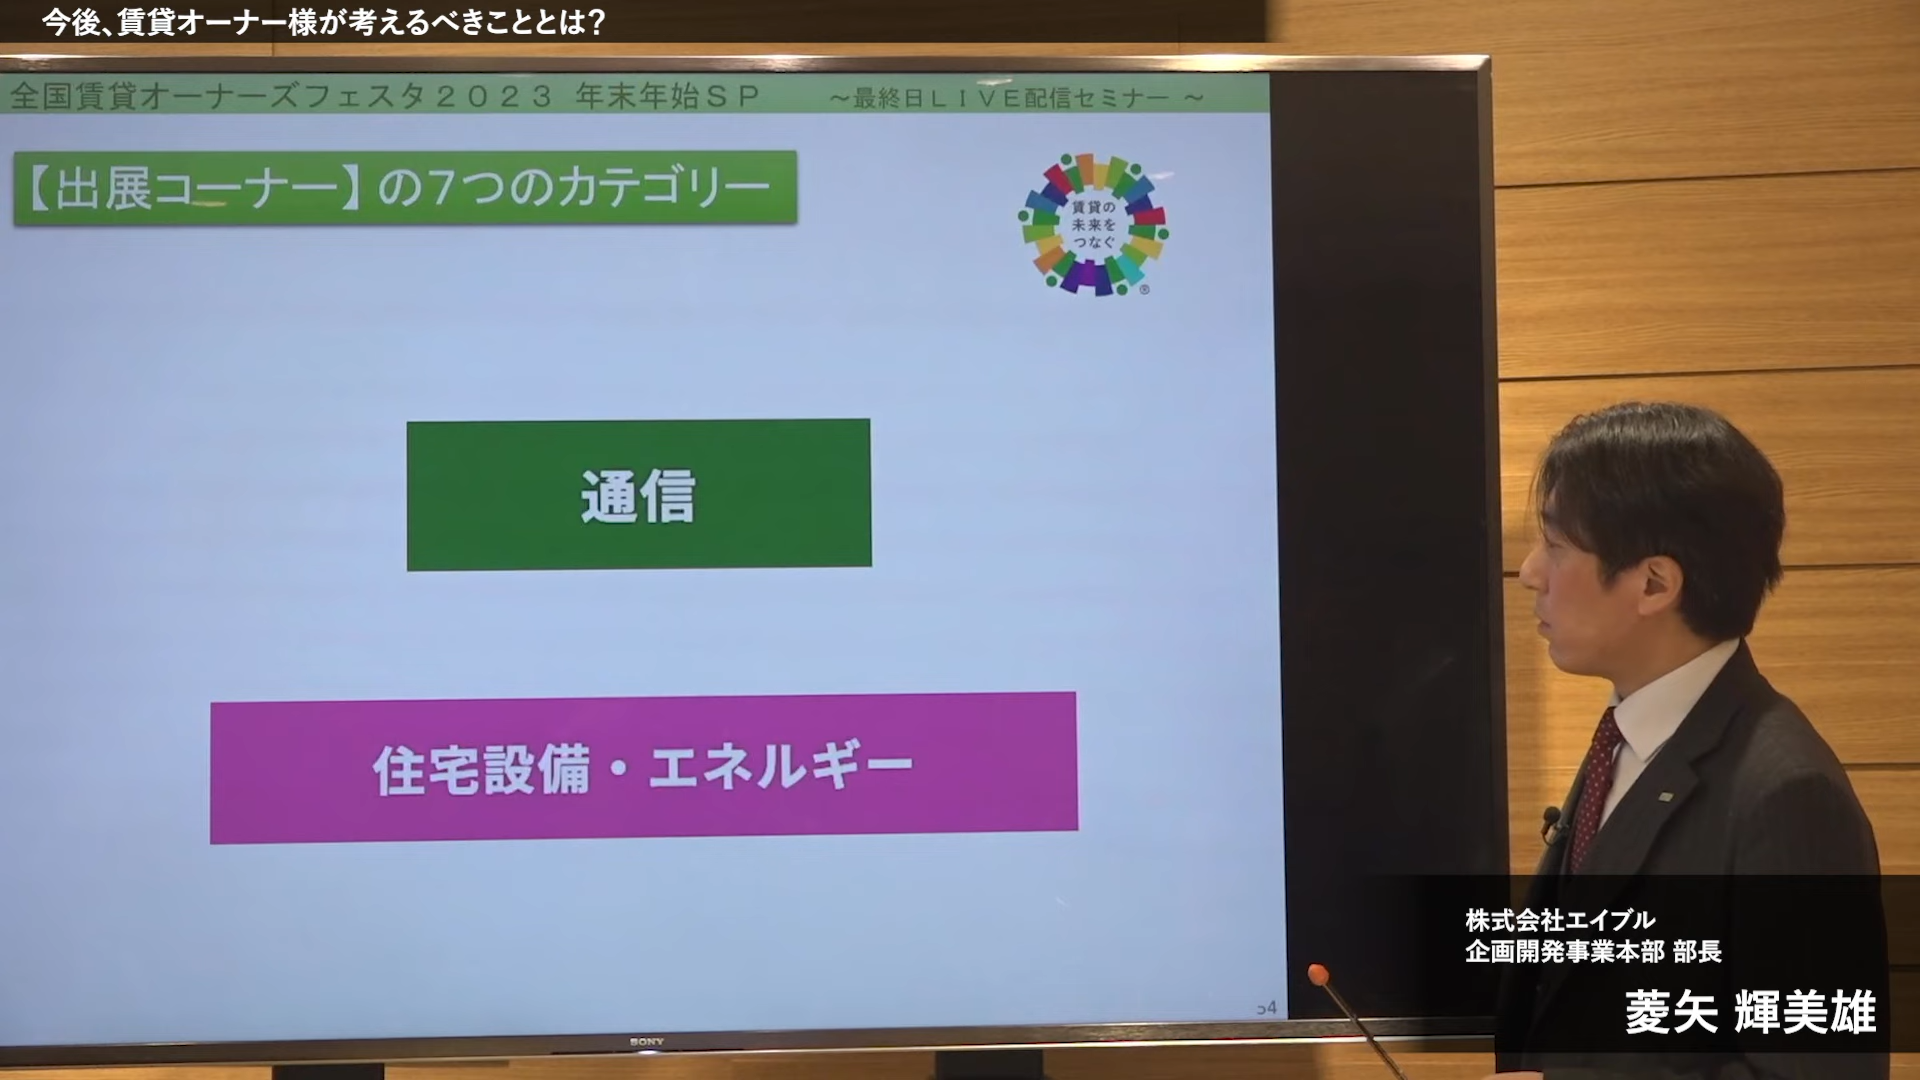 今後、賃貸オーナー様が考えるべきこととは？
全国賃貸オーナーズフェスタ２０２３ 年末年始ＳＰ ～最終日ＬＩＶＥ配信セミナー ～
【出展コーナー】の７つのカテゴリー
賃貸の
未来を
つなぐ
®
通信
住宅設備・エネルギー
54
SONY
株式会社エイブル
企画開発事業本部 部長
菱矢 輝美雄